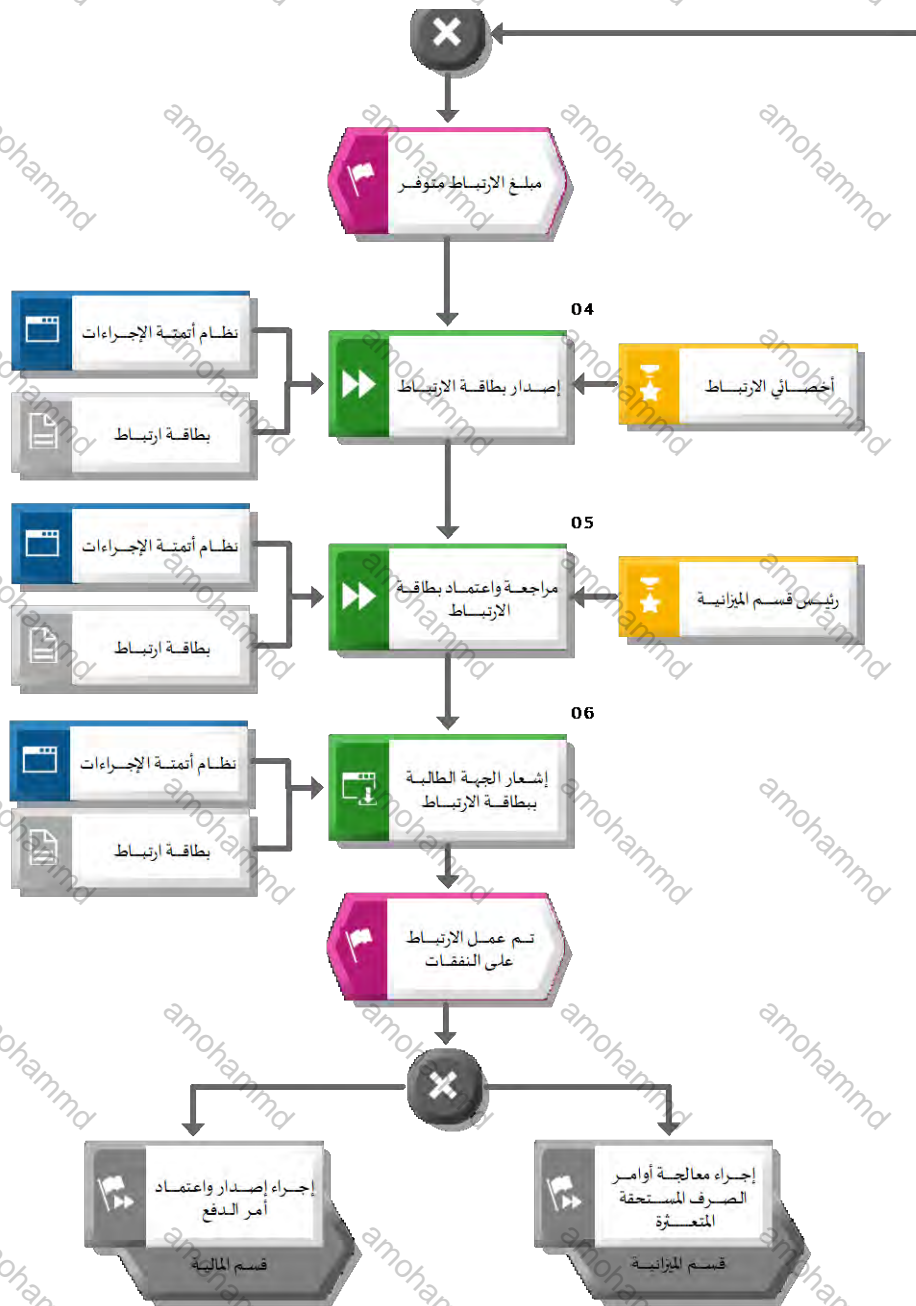 مبلغ الارتباط متوفر
04
نظام أتمتة الإجراءات
إصدار بطاقة الارتباط
أخصائي الارتباط
بطاقة ارتباط
05
نظام أتمتة الإجراءات
مراجعة واعتماد بطاقة
الارتباط
رئيس قسم الميزانية
بطاقة ارتباط
06
نظام أتمتة الإجراءات
إشعار الجهة الطالبة
ببطاقة الارتباط
بطاقة ارتباط
تم عمل الارتباط
على النفقات
إجراء معالجة أوامر
الصرف المستحقة
المتعثرة
قسم الميزانية
إجراء إصدار واعتماد
أمر الدفع
قسم المالية
amohammd